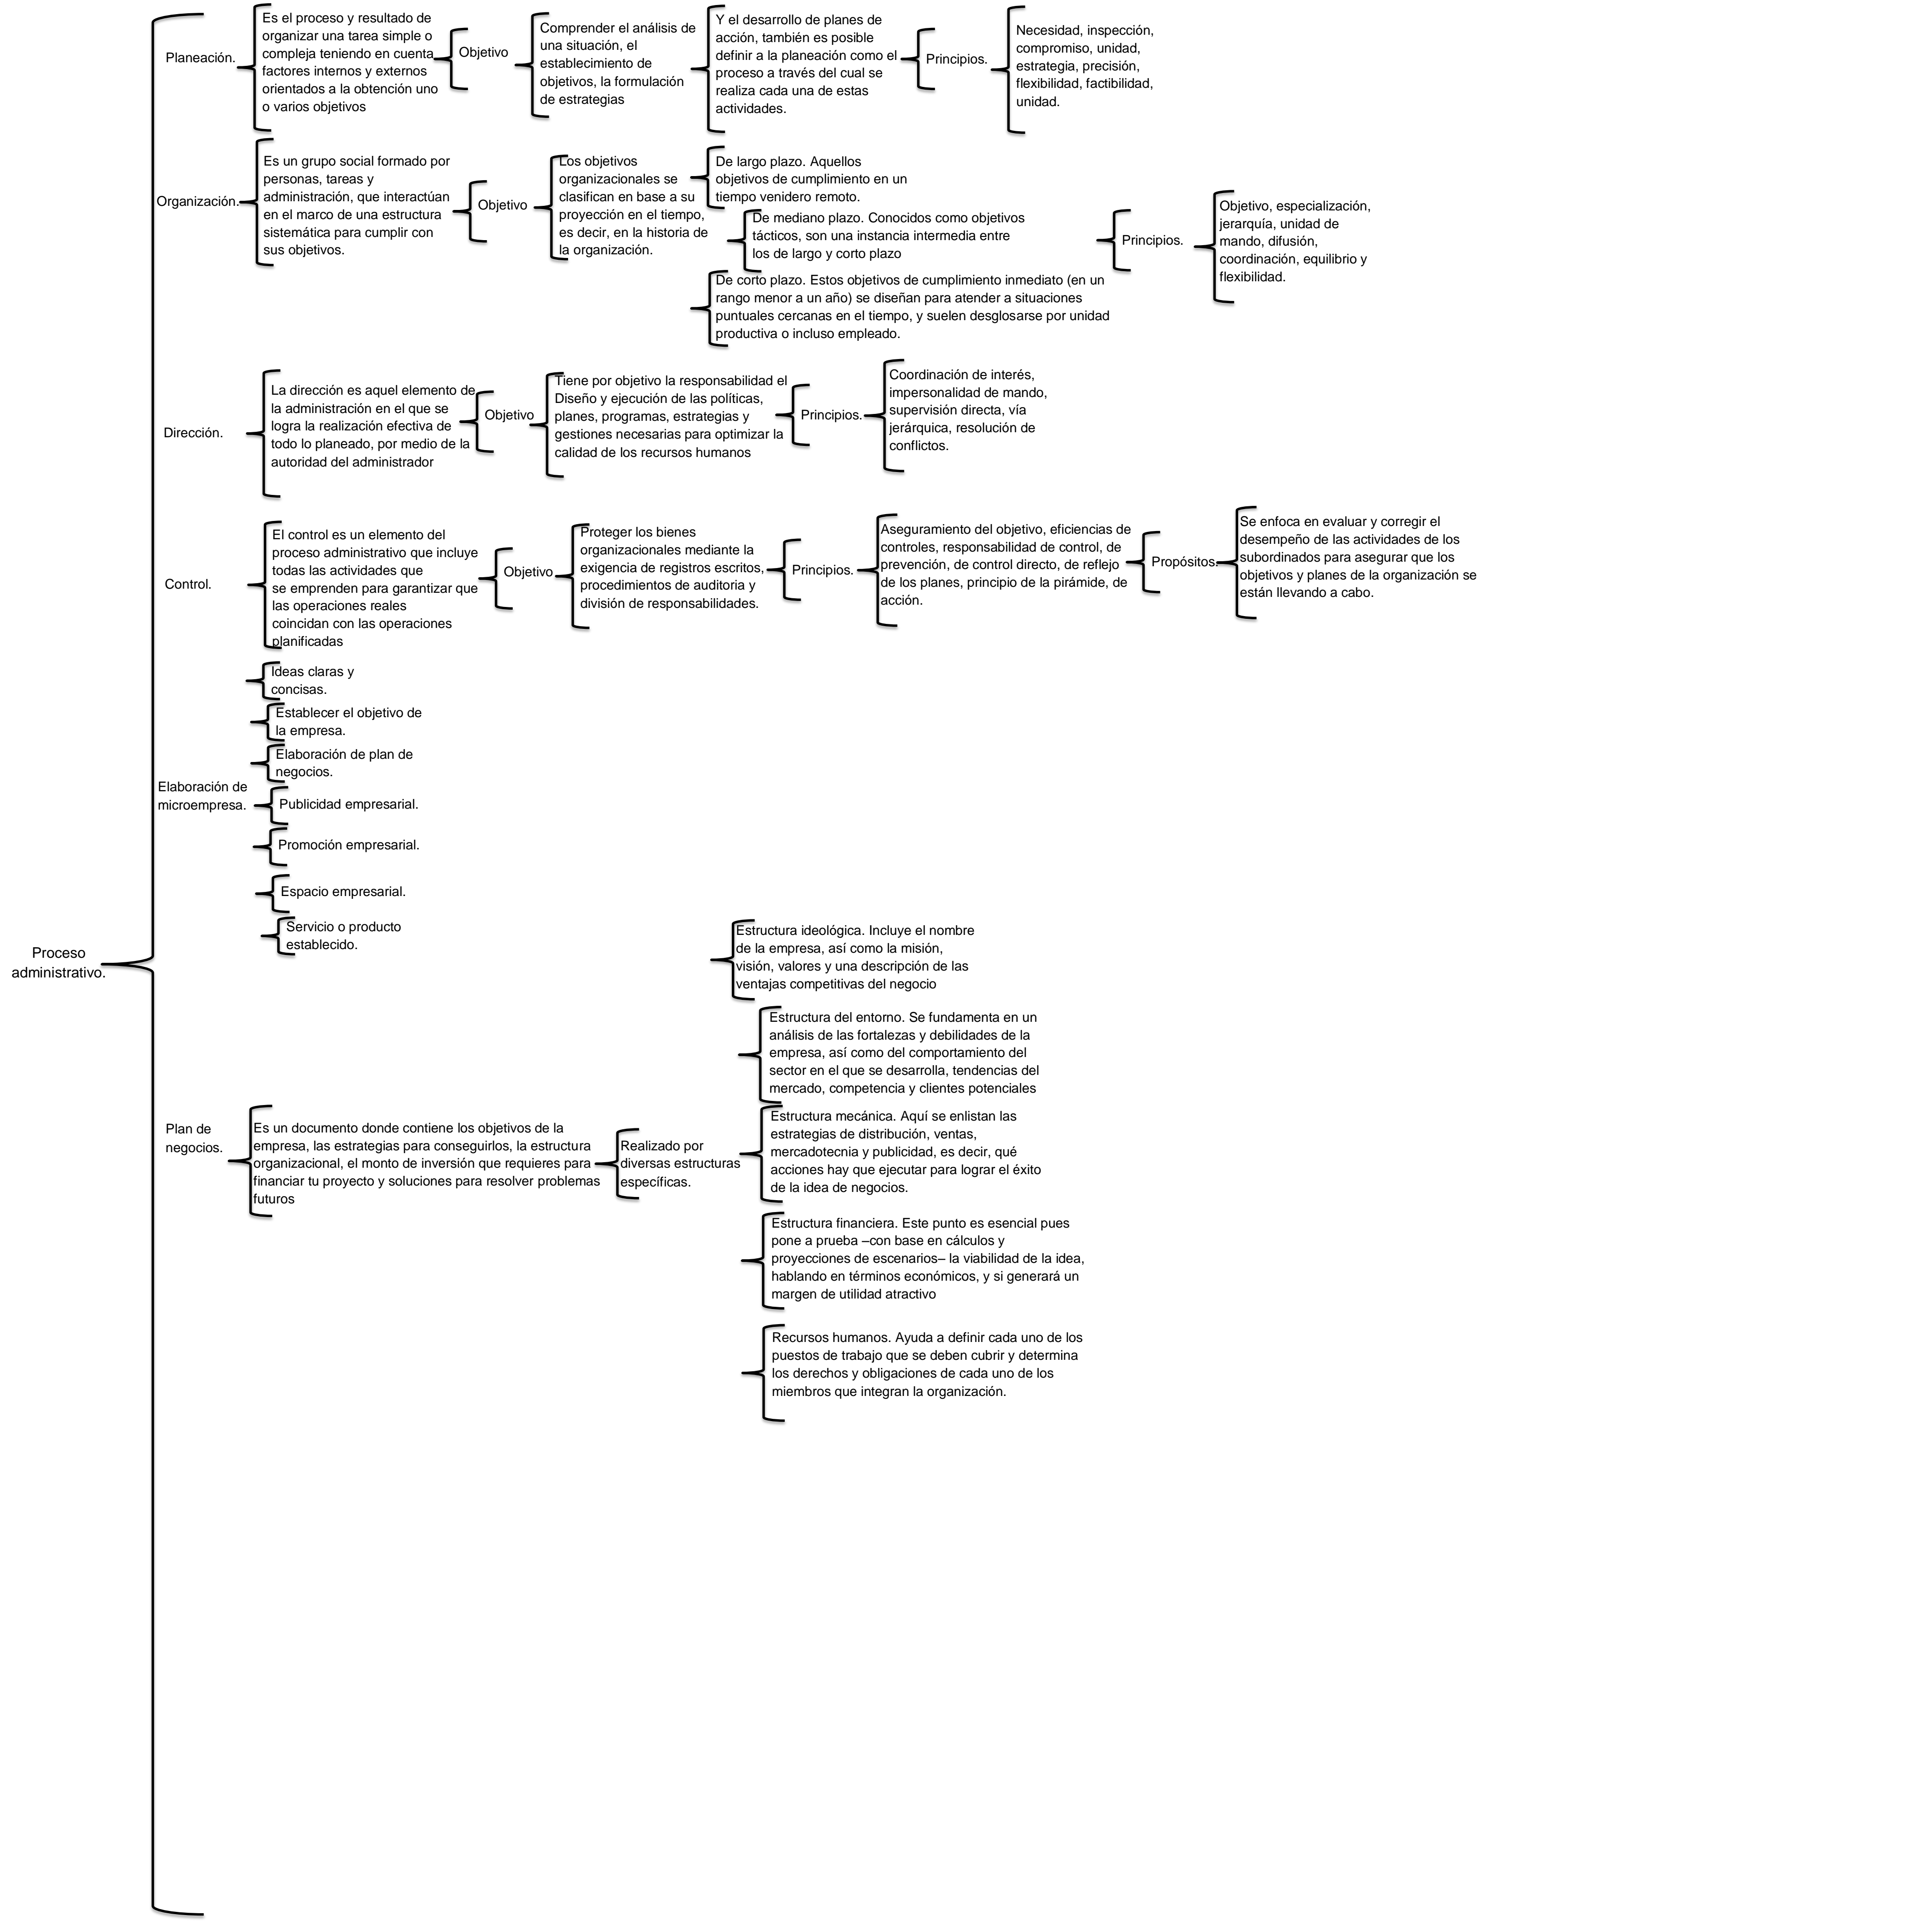 Proceso
administrativo.
Planeación.
Es el proceso y resultado de
organizar una tarea simple o
compleja teniendo en cuenta
factores internos y externos
orientados a la obtención uno
o varios objetivos
Objetivo
Comprender el análisis de
una situación, el
establecimiento de
objetivos, la formulación
de estrategias
Y el desarrollo de planes de
acción, también es posible
definir a la planeación como el
proceso a través del cual se
realiza cada una de estas
actividades.
Principios.
Necesidad, inspección,
compromiso, unidad,
estrategia, precisión,
flexibilidad, factibilidad,
unidad.
Organización.
Es un grupo social formado por
personas, tareas y
administración, que interactúan
en el marco de una estructura
sistemática para cumplir con
sus objetivos.
Objetivo
Los objetivos
organizacionales se
clasifican en base a su
proyección en el tiempo,
es decir, en la historia de
la organización.
De largo plazo. Aquellos
objetivos de cumplimiento en un
tiempo venidero remoto.
De mediano plazo. Conocidos como objetivos
tácticos, son una instancia intermedia entre
los de largo y corto plazo
De corto plazo. Estos objetivos de cumplimiento inmediato (en un
rango menor a un año) se diseñan para atender a situaciones
puntuales cercanas en el tiempo, y suelen desglosarse por unidad
productiva o incluso empleado.
Principios.
Objetivo, especialización,
jerarquía, unidad de
mando, difusión,
coordinación, equilibrio y
flexibilidad.
Dirección.
La dirección es aquel elemento de
la administración en el que se
logra la realización efectiva de
todo lo planeado, por medio de la
autoridad del administrador
Objetivo
Tiene por objetivo la responsabilidad el
Diseño y ejecución de las políticas,
planes, programas, estrategias y
gestiones necesarias para optimizar la
calidad de los recursos humanos
Principios.
Coordinación de interés,
impersonalidad de mando,
supervisión directa, vía
jerárquica, resolución de
conflictos.
Control.
El control es un elemento del
proceso administrativo que incluye
todas las actividades que
se emprenden para garantizar que
las operaciones reales
coincidan con las operaciones
planificadas
Objetivo
Proteger los bienes
organizacionales mediante la
exigencia de registros escritos,
procedimientos de auditoria y
división de responsabilidades.
Principios.
Aseguramiento del objetivo, eficiencias de
controles, responsabilidad de control, de
prevención, de control directo, de reflejo
de los planes, principio de la pirámide, de
acción.
Propósitos.
Se enfoca en evaluar y corregir el
desempeño de las actividades de los
subordinados para asegurar que los
objetivos y planes de la organización se
están llevando a cabo.
Elaboración de
microempresa.
Ideas claras y
concisas.
Establecer el objetivo de
la empresa.
Elaboración de plan de
negocios.
Publicidad empresarial.
Promoción empresarial.
Espacio empresarial.
Servicio o producto
establecido.
Plan de
negocios.
Es un documento donde contiene los objetivos de la
empresa, las estrategias para conseguirlos, la estructura
organizacional, el monto de inversión que requieres para
financiar tu proyecto y soluciones para resolver problemas
futuros
Realizado por
diversas estructuras
específicas.
Estructura ideológica. Incluye el nombre
de la empresa, así como la misión,
visión, valores y una descripción de las
ventajas competitivas del negocio
Estructura del entorno. Se fundamenta en un
análisis de las fortalezas y debilidades de la
empresa, así como del comportamiento del
sector en el que se desarrolla, tendencias del
mercado, competencia y clientes potenciales
Estructura mecánica. Aquí se enlistan las
estrategias de distribución, ventas,
mercadotecnia y publicidad, es decir, qué
acciones hay que ejecutar para lograr el éxito
de la idea de negocios.
Estructura financiera. Este punto es esencial pues
pone a prueba –con base en cálculos y
proyecciones de escenarios– la viabilidad de la idea,
hablando en términos económicos, y si generará un
margen de utilidad atractivo
Recursos humanos. Ayuda a definir cada uno de los
puestos de trabajo que se deben cubrir y determina
los derechos y obligaciones de cada uno de los
miembros que integran la organización.